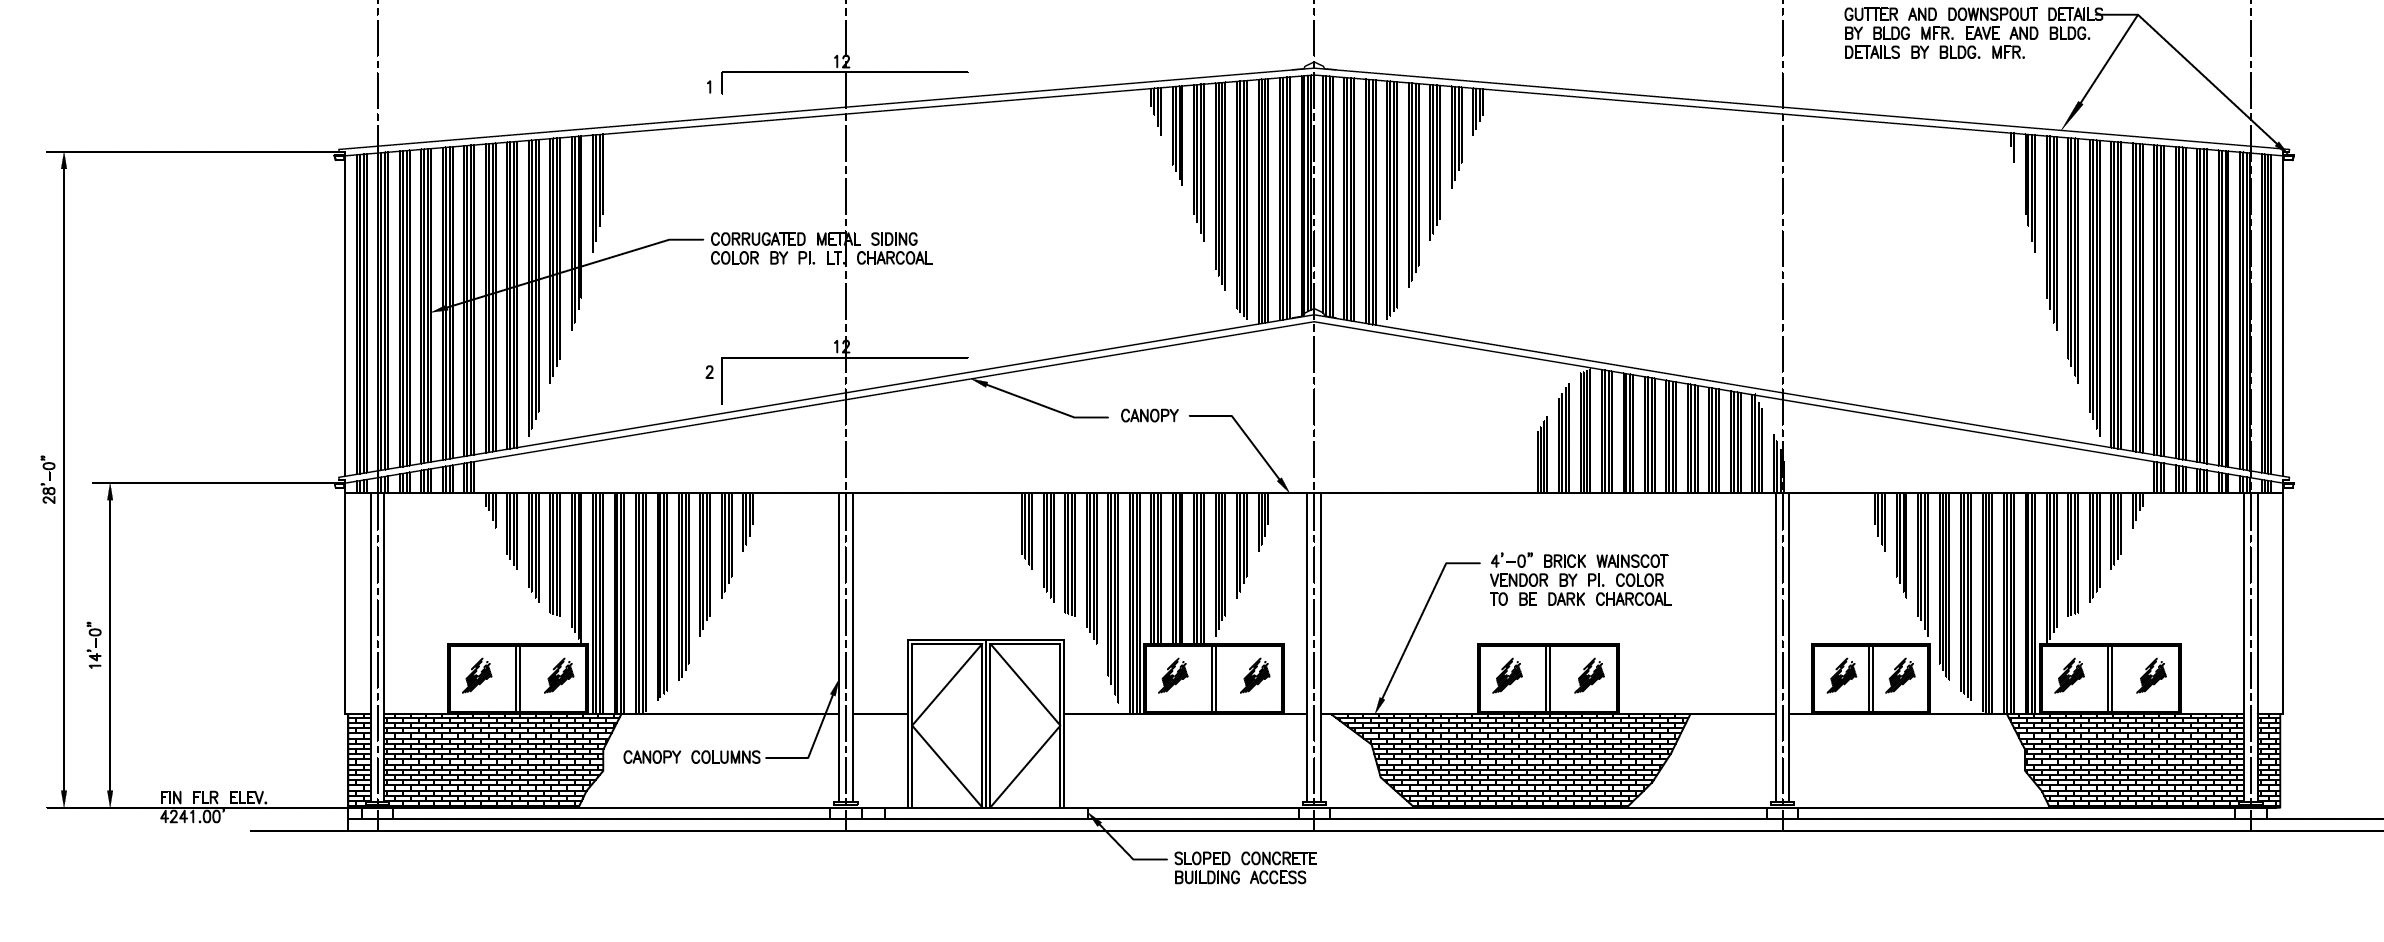 GUTTER AND DOWNSPOUT DETAILS
BY BLDG MFR. EAVE AND BLDG.
DETAILS BY BLDG. MFR.
12
1
CORRUGATED METAL SIDING
COLOR BY PI. LT. CHARCOAL
12
2
CANOPY
28'-0"
14'-0"
4'-0" BRICK WAINSCOT
VENDOR BY PI. COLOR
TO BE DARK CHARCOAL
CANOPY COLUMNS
FIN FLR ELEV.
4241.00'
SLOPED CONCRETE
BUILDING ACCESS